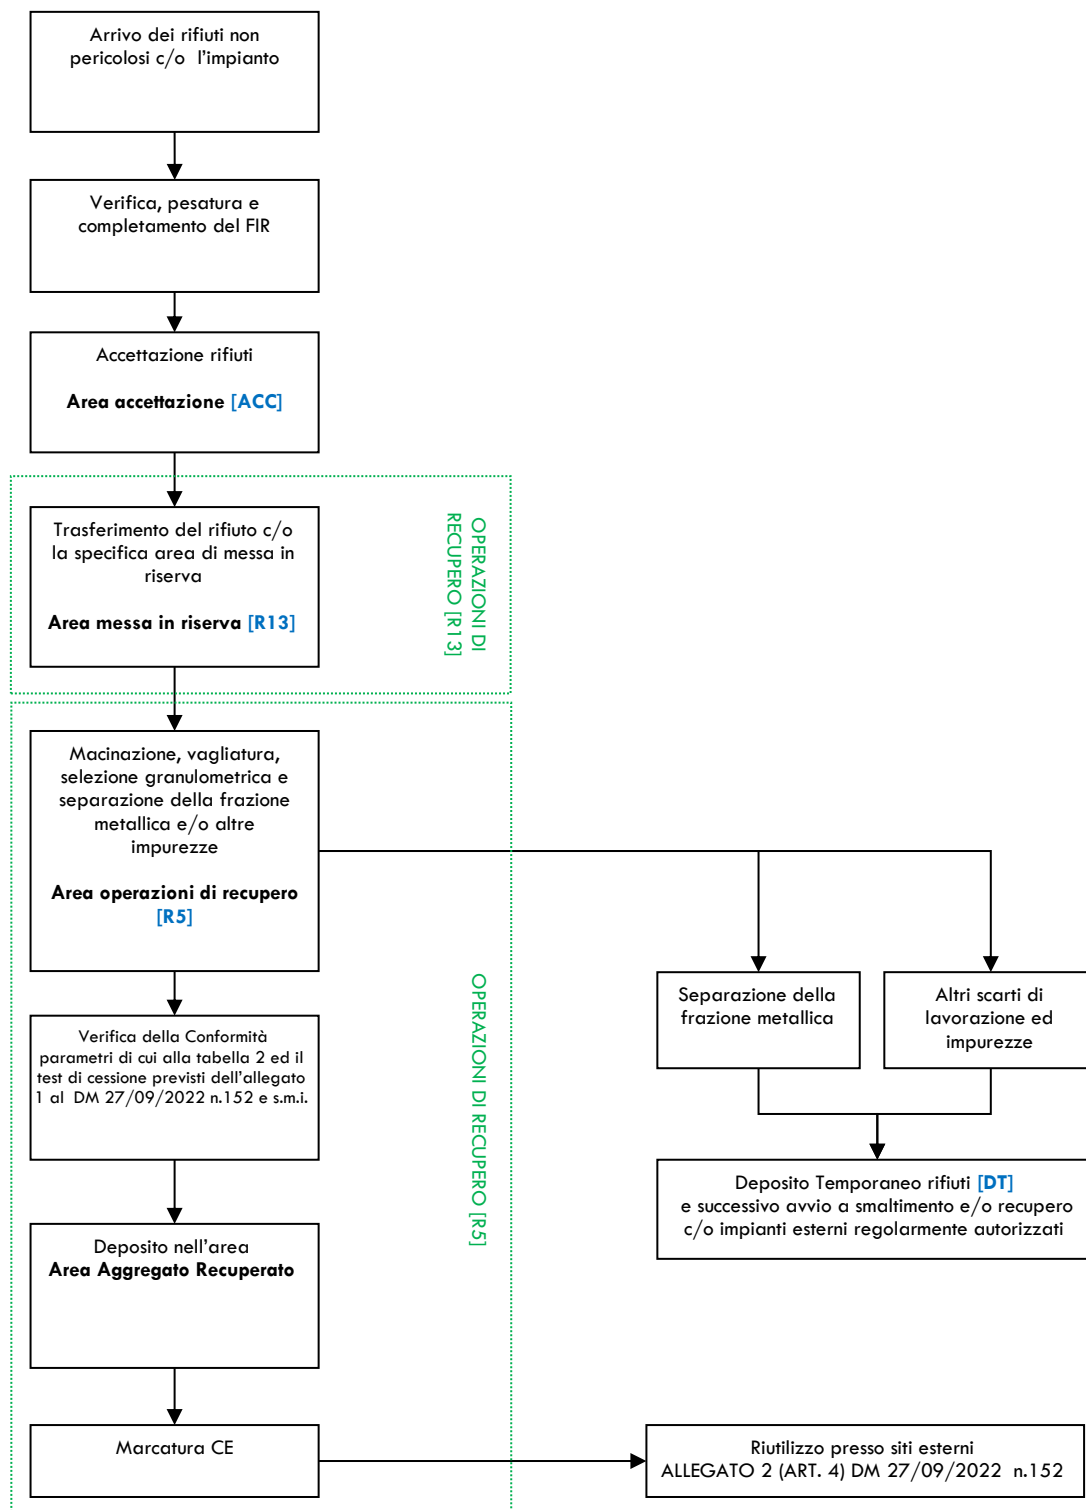 Arrivo dei rifiuti non
pericolosi c/o l'impianto
Verifica, pesatura e
completamento del FIR
Accettazione rifiuti
Area accettazione [ACC]
Trasferimento del rifiuto c/o
la specifica area di messa in
riserva
Area messa in riserva [R13]
OPERAZIONI DI
RECUPERO [R13]
Macinazione, vagliatura,
selezione granulometrica e
separazione della frazione
metallica e/o altre
impurezze
Area operazioni di recupero
[R5]
OPERAZIONI DI RECUPERO [R5]
Separazione della
frazione metallica
Altri scarti di
lavorazione ed
impurezze
Verifica della Conformità
parametri di cui alla tabella 2 ed il
test di cessione previsti dell'allegato
1 al DM 27/09/2022 n.152 e s.m.i.
Deposito Temporaneo rifiuti [DT]
e successivo avvio a smaltimento e/o recupero
c/o impianti esterni regolarmente autorizzati
Deposito nell'area
Area Aggregato Recuperato
Marcatura CE
Riutilizzo presso siti esterni
ALLEGATO 2 (ART. 4) DM 27/09/2022 n.152